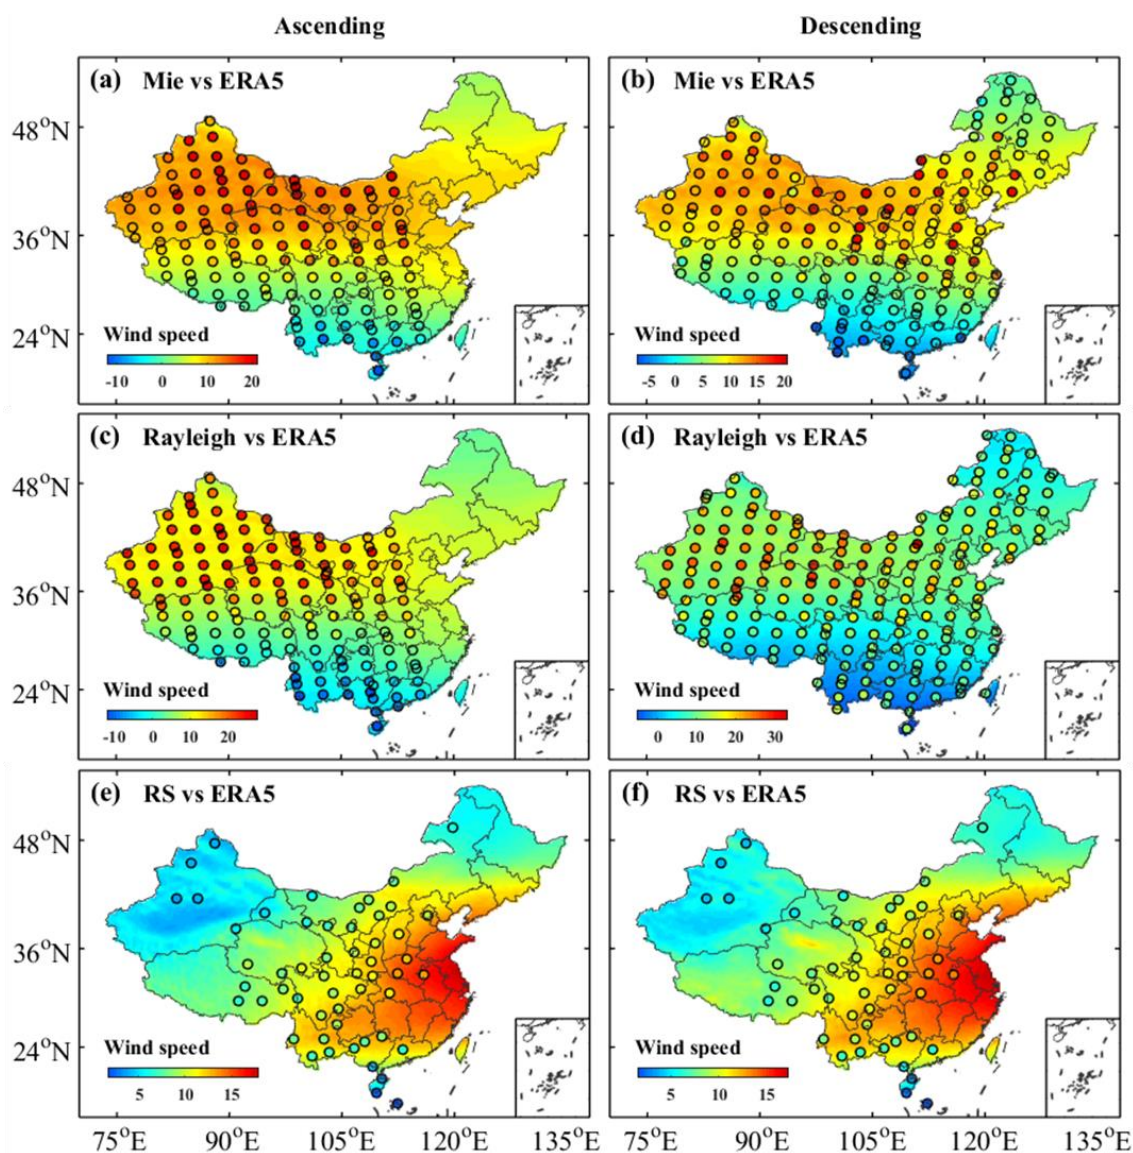 Ascending Descending
(a) Mie vs ERA5 (b) Mie vs ERA5
48°N
36°N
24°N
Wind speed Wind speed
-10 0 10 20 -5 0 5 10 15 20
(c) Rayleigh vs ERA5 (d) Rayleigh vs ERA5
48°N
36°N
24°N
Wind speed Wind speed
-10 0 10 20 0 10 20 30
(e) RS vs ERA5 (f) RS vs ERA5
48°N
36°N
24°N
Wind speed Wind speed
5 10 15 5 10 15
75°E 90°E 105°E 120°E 135°E 75°E 90°E 105°E 120°E 135°E